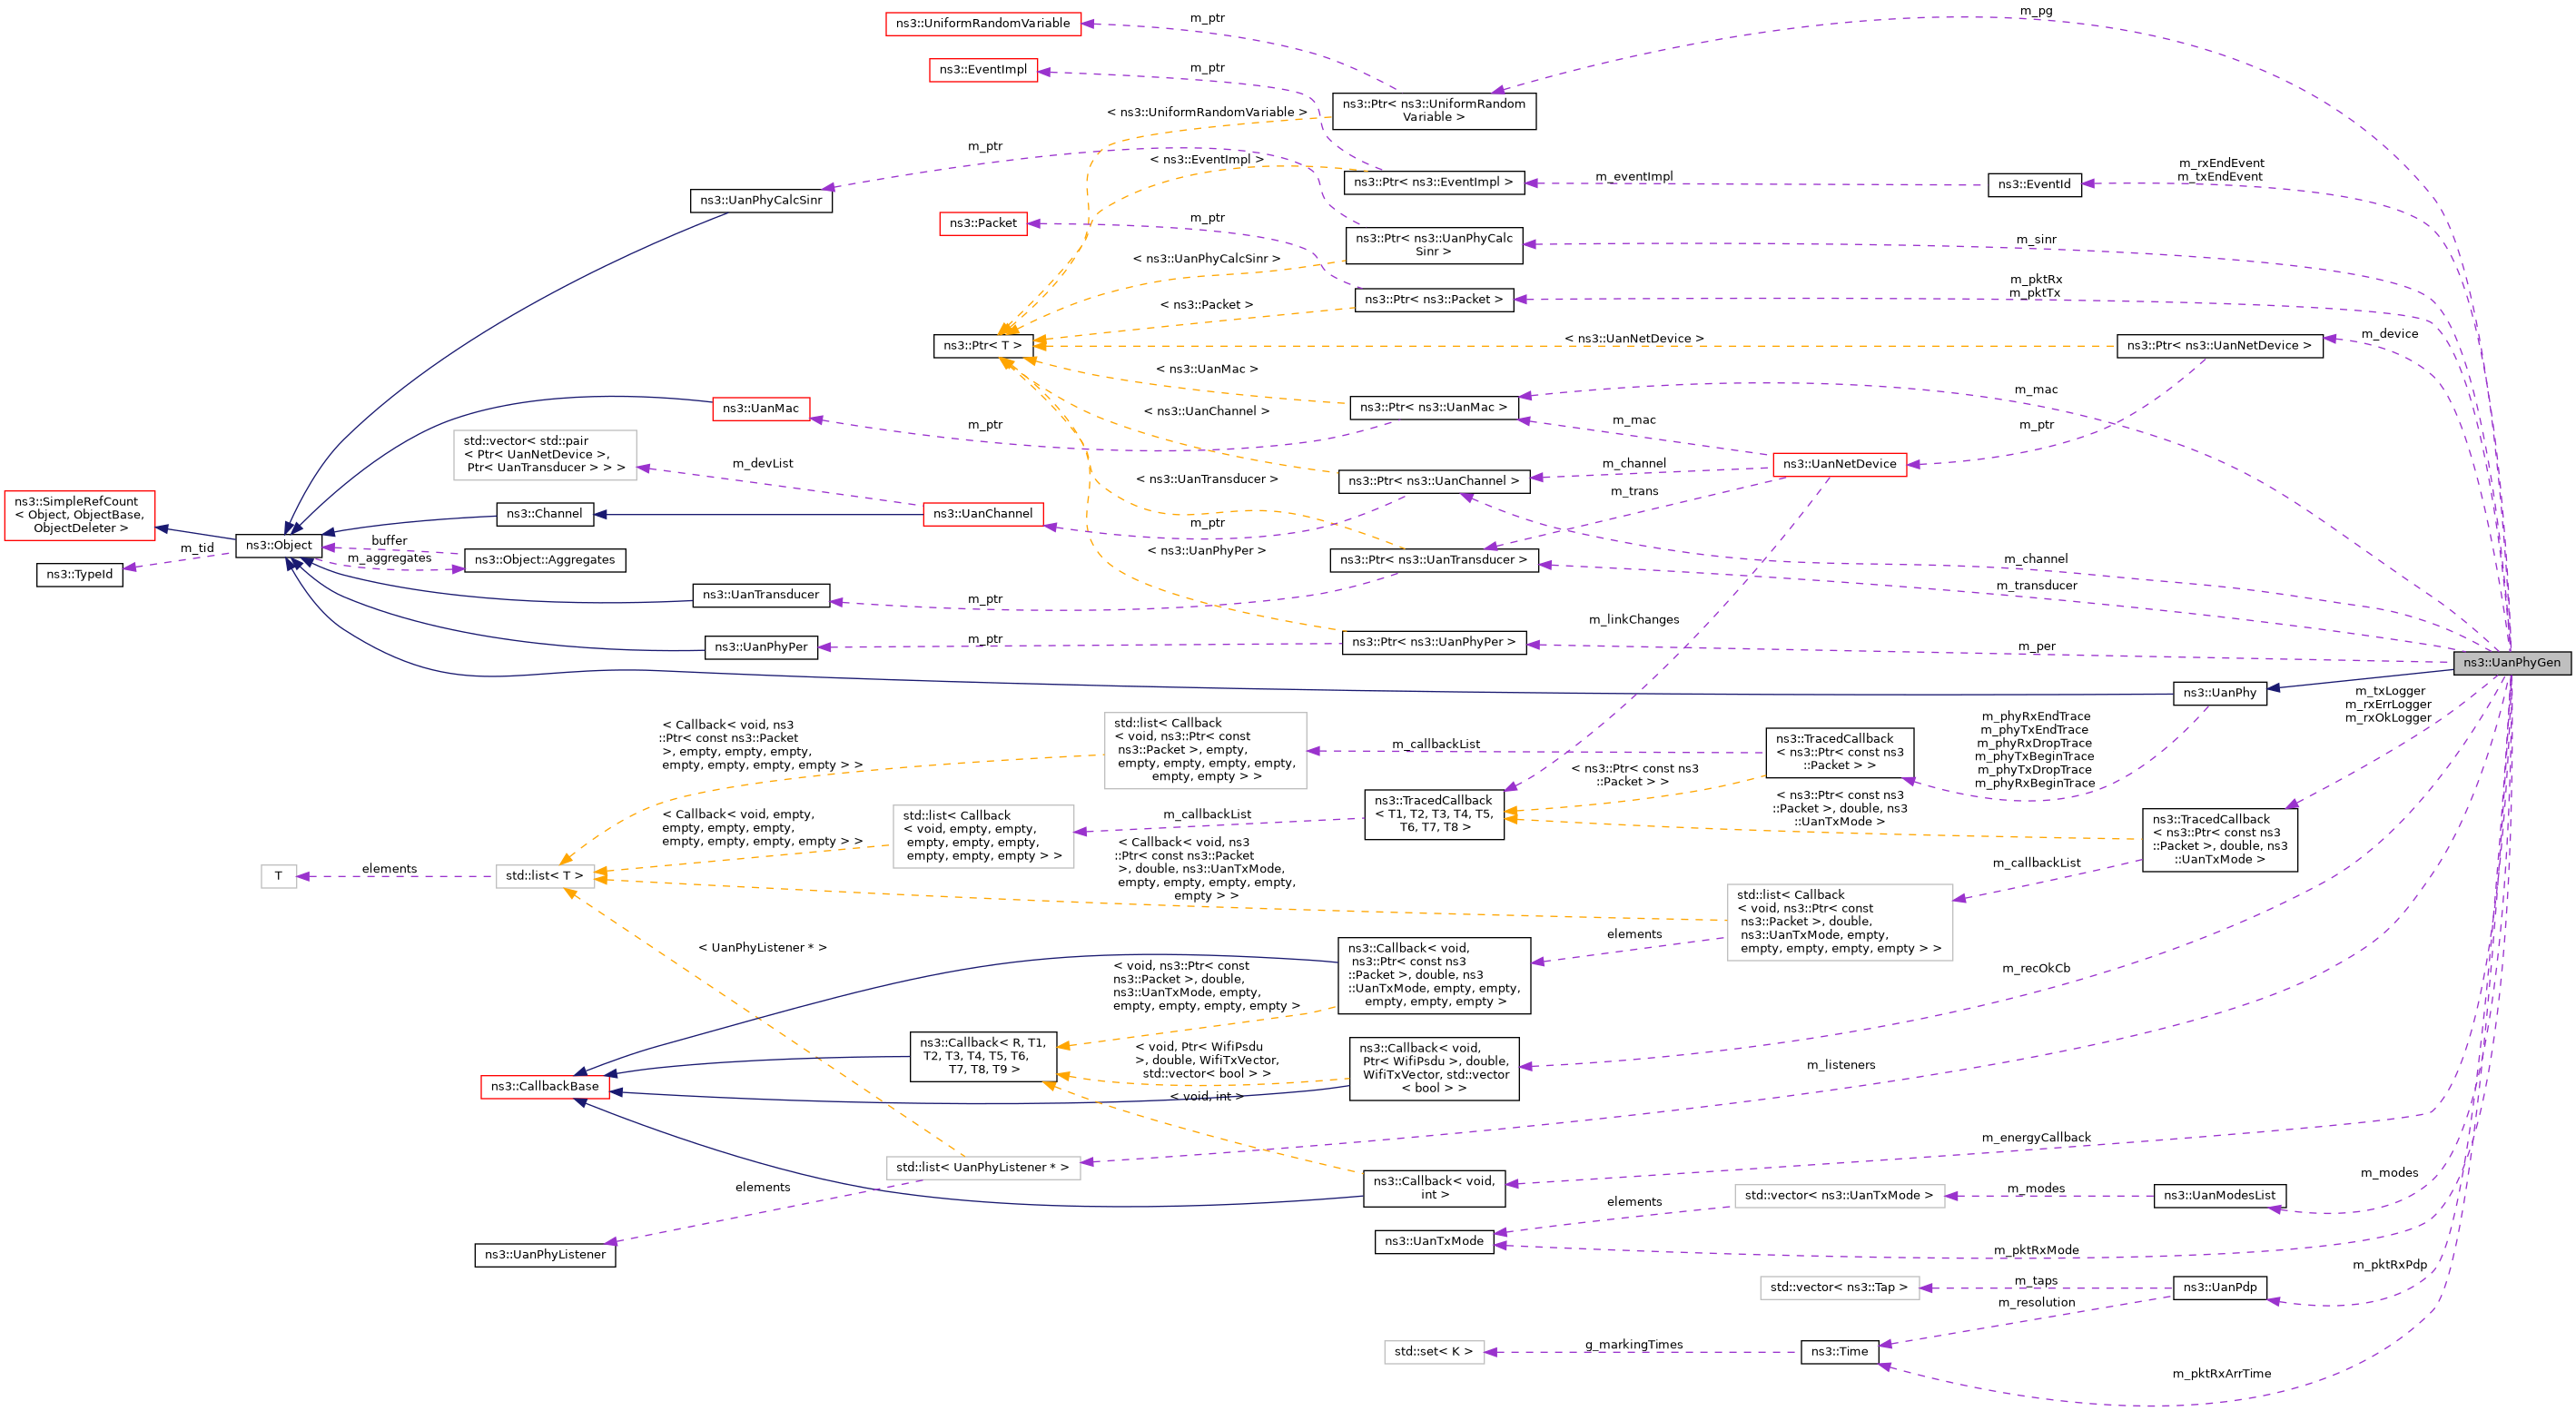 ns3::UniformRandomVariable
m_ptr
m_pg
ns3::EventImpl
m_ptr
ns3::Ptr< ns3::UniformRandom
Variable >
< ns3::UniformRandomVariable >
m_ptr
< ns3::EventImpl >
m_rxEndEvent
m_txEndEvent
m_eventImpl
ns3::Ptr< ns3::EventImpl >
ns3::EventId
ns3::UanPhyCalcSinr
ns3::Packet
m_ptr
ns3::Ptr< ns3::UanPhyCalc
Sinr >
m_sinr
< ns3::UanPhyCalcSinr >
m_pktRx
m_pktTx
< ns3::Packet >
ns3::Ptr< ns3::Packet >
ns3::Ptr< T >
< ns3::UanNetDevice >
ns3::Ptr< ns3::UanNetDevice >
m_device
< ns3::UanMac >
m_mac
ns3::UanMac
ns3::Ptr< ns3::UanMac >
< ns3::UanChannel >
m_mac
m_ptr
m_ptr
std::vector< std::pair
< Ptr< UanNetDevice >,
Ptr< UanTransducer > > >
m_devList
m_channel
ns3::UanNetDevice
ns3::Ptr< ns3::UanChannel >
< ns3::UanTransducer >
m_trans
ns3::SimpleRefCount
< Object, ObjectBase,
ObjectDeleter >
ns3::Channel
ns3::UanChannel
m_ptr
ns3::Object
m_tid
buffer
m_aggregates
ns3::Object::Aggregates
< ns3::UanPhyPer >
ns3::Ptr< ns3::UanTransducer >
m_channel
ns3::TypeId
m_transducer
ns3::UanTransducer
m_ptr
m_linkChanges
ns3::UanPhyPer
m_ptr
ns3::Ptr< ns3::UanPhyPer >
m_per
ns3::UanPhyGen
ns3::UanPhy
m_txLogger
m_rxErrLogger
m_rxOkLogger
< Callback< void, ns3
::Ptr< const ns3::Packet
>, empty, empty, empty,
empty, empty, empty, empty > >
std::list< Callback
< void, ns3::Ptr< const
ns3::Packet >, empty,
empty, empty, empty, empty,
empty, empty > >
m_callbackList
ns3::TracedCallback
< ns3::Ptr< const ns3
::Packet > >
m_phyRxEndTrace
m_phyTxEndTrace
m_phyRxDropTrace
m_phyTxBeginTrace
m_phyTxDropTrace
m_phyRxBeginTrace
< ns3::Ptr< const ns3
::Packet > >
< Callback< void, empty,
empty, empty, empty,
empty, empty, empty, empty > >
std::list< Callback
< void, empty, empty,
empty, empty, empty,
empty, empty, empty > >
m_callbackList
ns3::TracedCallback
< T1, T2, T3, T4, T5,
T6, T7, T8 >
< ns3::Ptr< const ns3
::Packet >, double, ns3
::UanTxMode >
ns3::TracedCallback
< ns3::Ptr< const ns3
::Packet >, double, ns3
::UanTxMode >
T
elements
std::list< T >
< Callback< void, ns3
::Ptr< const ns3::Packet
>, double, ns3::UanTxMode,
empty, empty, empty, empty,
empty > >
m_callbackList
std::list< Callback
< void, ns3::Ptr< const
ns3::Packet >, double,
ns3::UanTxMode, empty,
empty, empty, empty, empty > >
elements
< UanPhyListener * >
ns3::Callback< void,
ns3::Ptr< const ns3
::Packet >, double, ns3
::UanTxMode, empty, empty,
empty, empty, empty >
< void, ns3::Ptr< const
ns3::Packet >, double,
ns3::UanTxMode, empty,
empty, empty, empty, empty >
m_recOkCb
ns3::Callback< R, T1,
T2, T3, T4, T5, T6,
T7, T8, T9 >
< void, Ptr< WifiPsdu
>, double, WifiTxVector,
std::vector< bool > >
ns3::Callback< void,
Ptr< WifiPsdu >, double,
WifiTxVector, std::vector
< bool > >
m_listeners
ns3::CallbackBase
< void, int >
std::list< UanPhyListener * >
m_energyCallback
ns3::Callback< void,
int >
elements
m_modes
std::vector< ns3::UanTxMode >
m_modes
ns3::UanModesList
elements
ns3::UanTxMode
m_pktRxMode
ns3::UanPhyListener
m_pktRxPdp
std::vector< ns3::Tap >
m_taps
ns3::UanPdp
m_resolution
std::set< K >
g_markingTimes
ns3::Time
m_pktRxArrTime